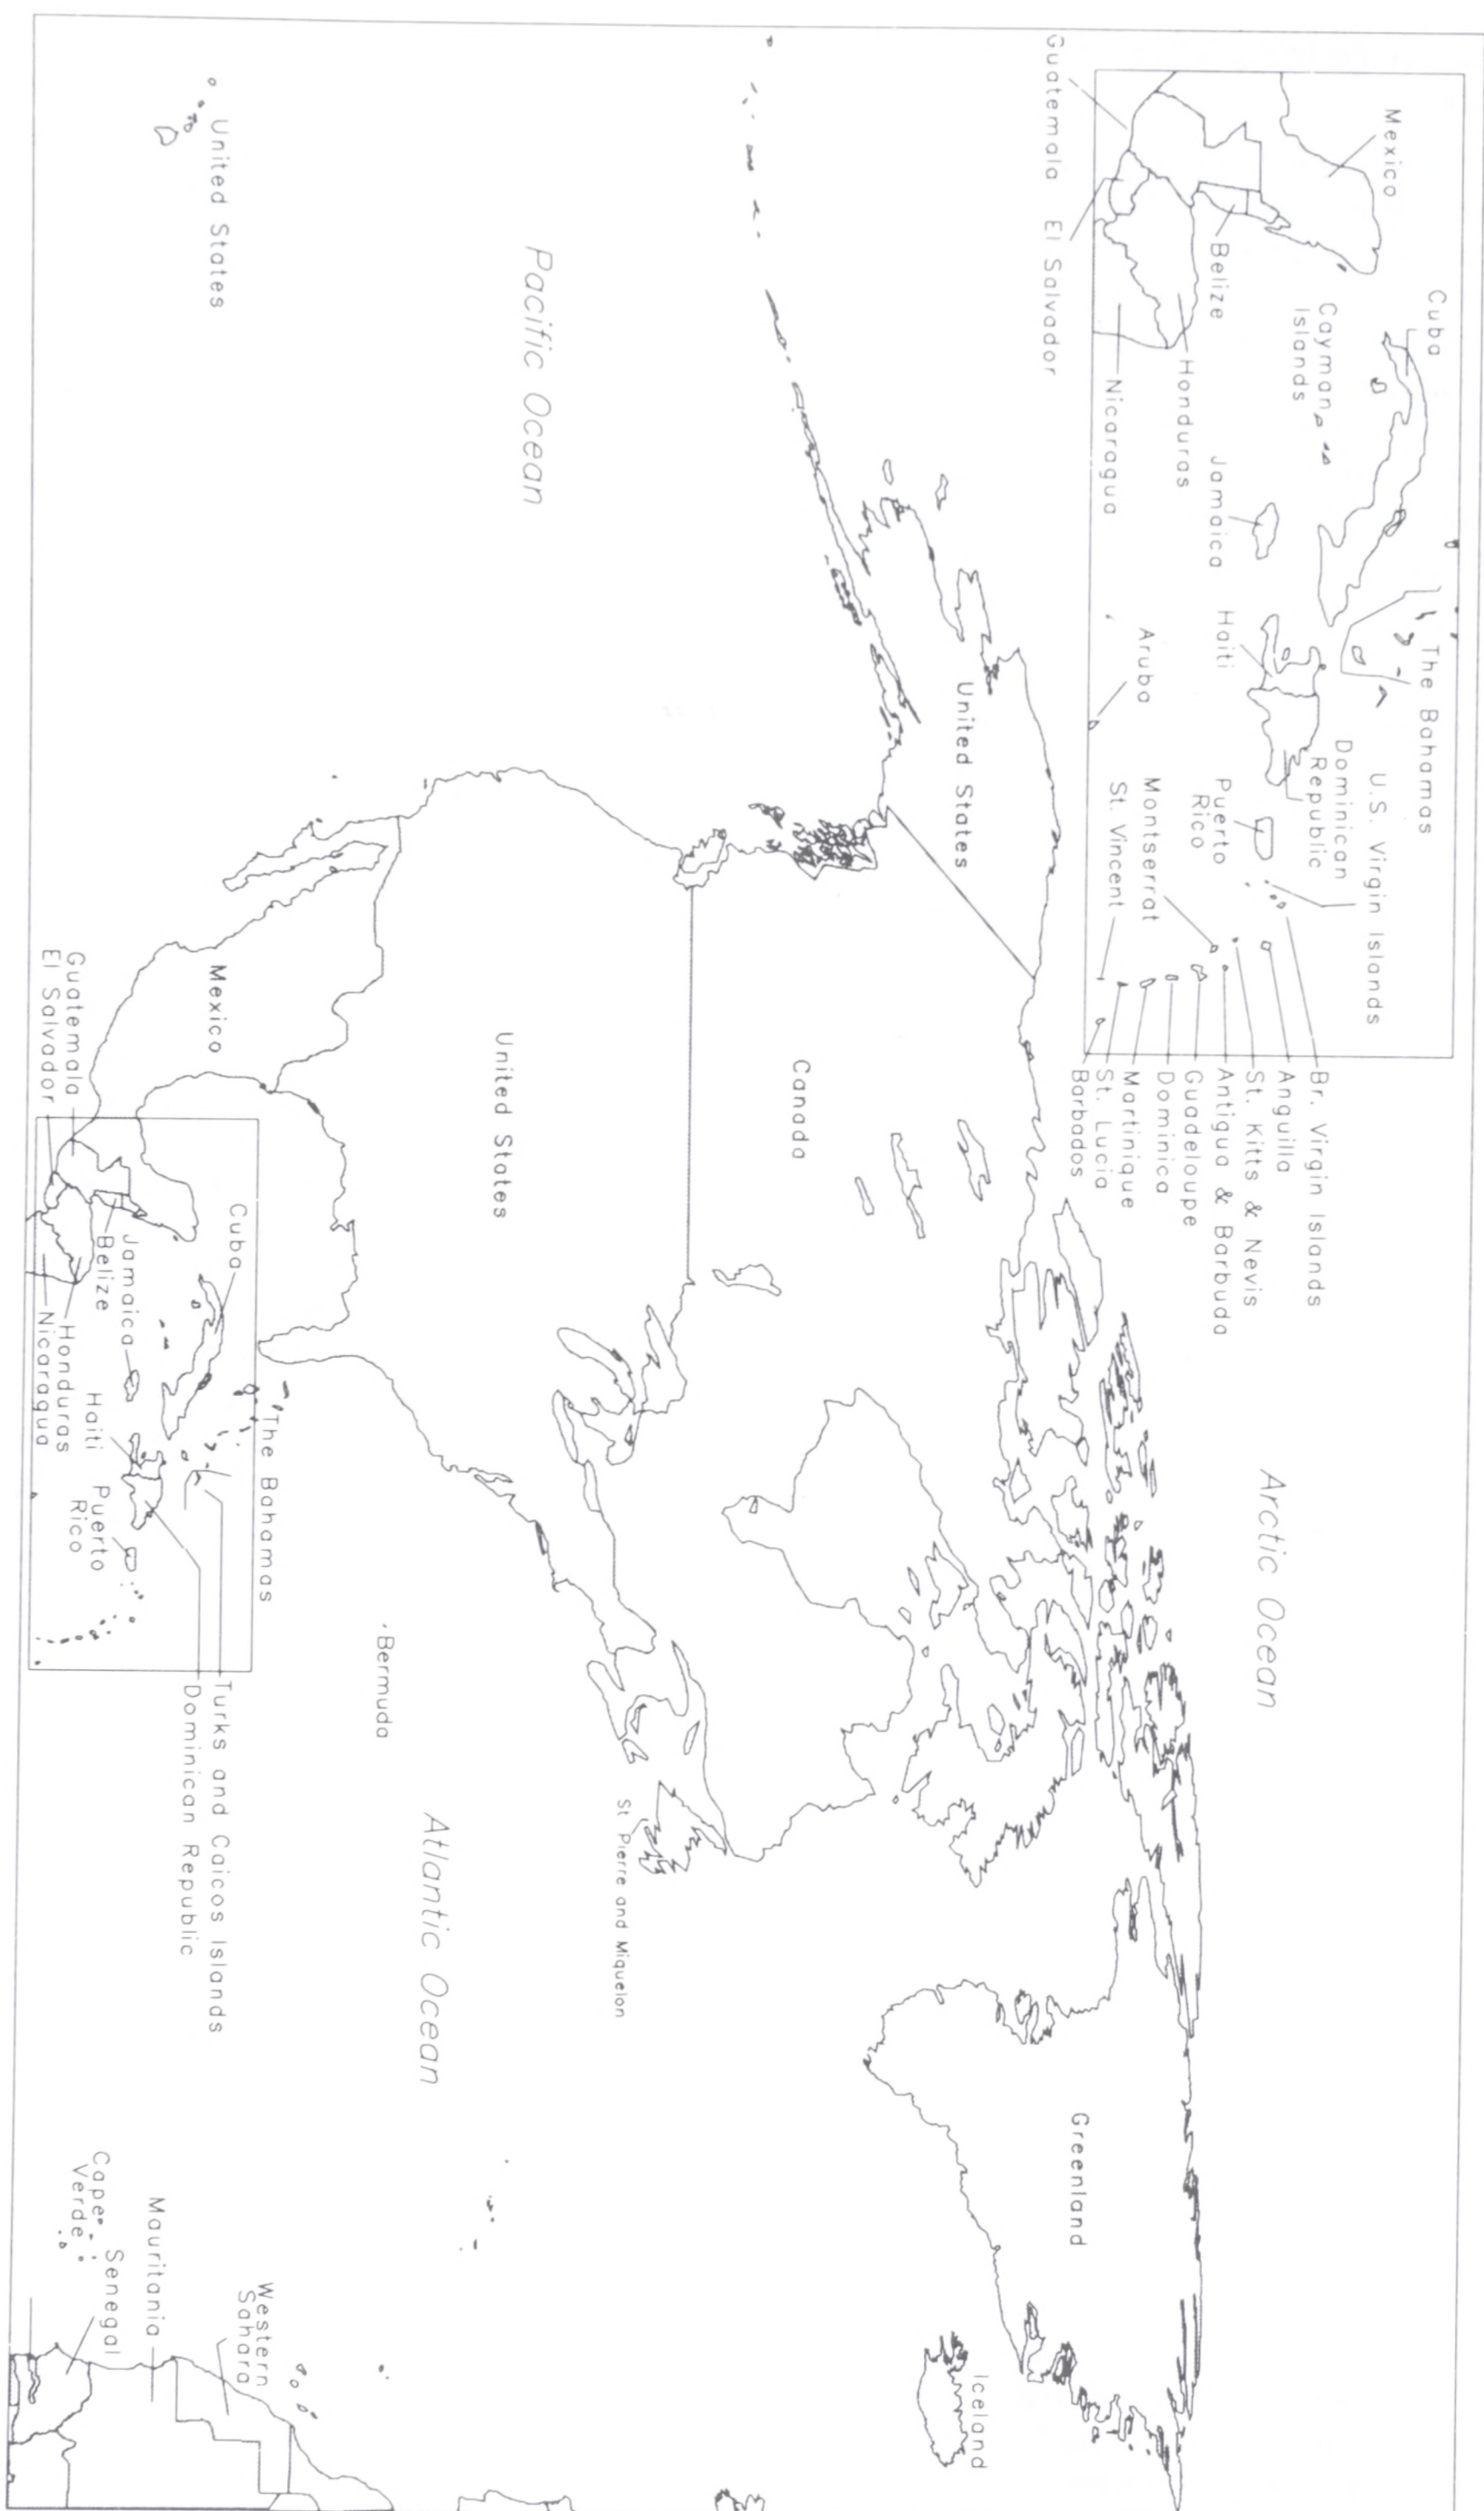 Arctic Ocean
Mexico
Cuba
The Bahamas
U.S. Virgin Islands
Dominican
Republic
Cayman
Islands
Belize
Jamaica
Haiti
Puerto
Rico
Honduras
Aruba
Montserrat
Nicaragua
St. Vincent
Guatemala
El Salvador
Br. Virgin Islands
Anguilla
St. Kitts & Nevis
Antigua & Barbuda
Guadeloupe
Dominica
Martinique
St. Lucia
Barbados
Greenland
Iceland
United States
Canada
St Pierre and Miquelon
Pacific Ocean
United States
Atlantic Ocean
Bermuda
United States
Mexico
Cuba
The Bahamas
Turks and Caicos Islands
Dominican Republic
Jamaica
Belize
Haiti
Puerto
Rico
Guatemala
El Salvador
Honduras
Nicaragua
Western
Sahara
Mauritania
Senegal
Cape
Verde